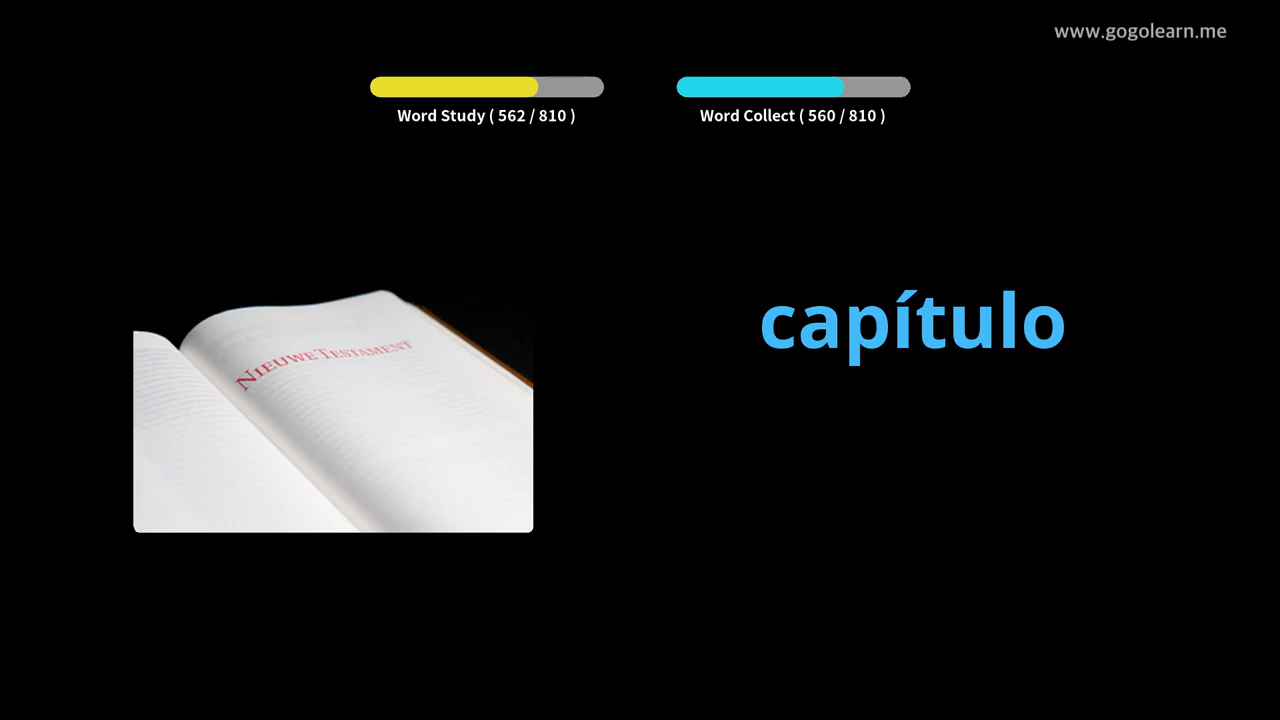 www.gogolearn.me
Word Study ( 562 / 810 )
Word Collect ( 560 / 810 )
NIEUWE TESTAMENT
capítulo